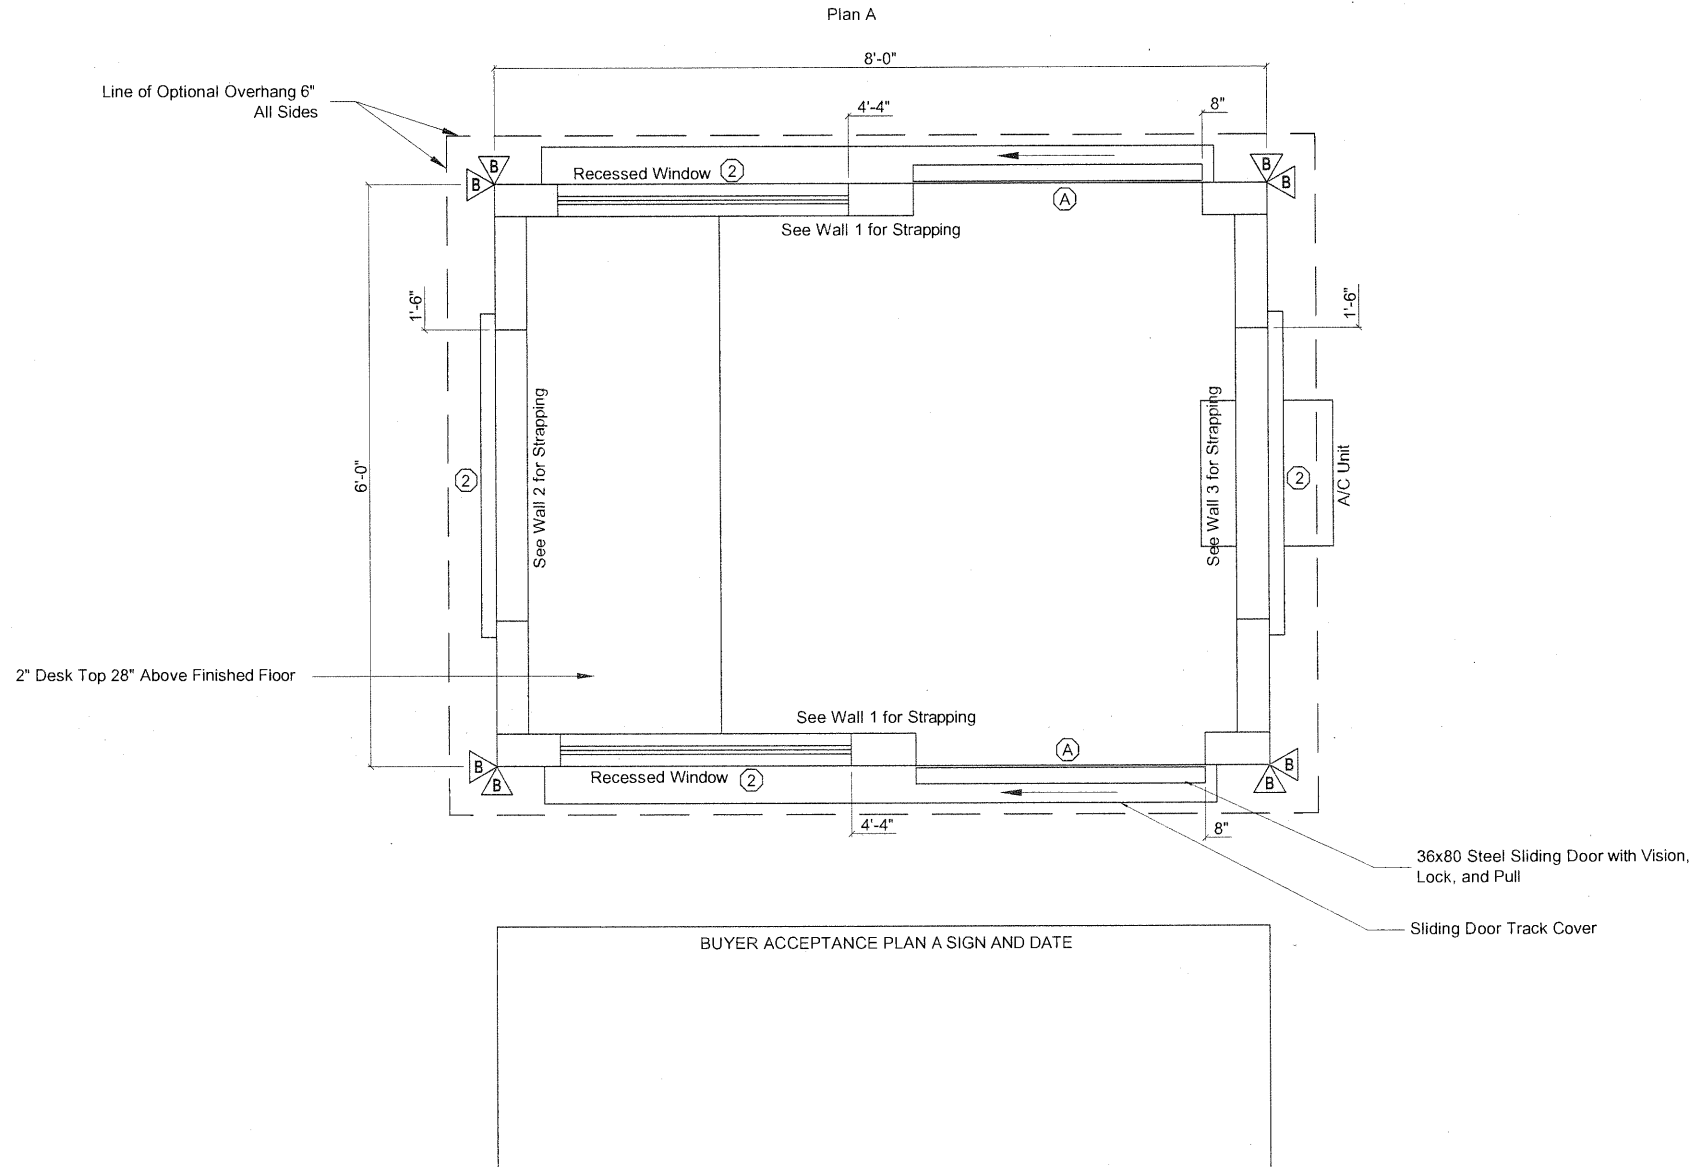 Plan A
8'-0"
Line of Optional Overhang 6"
All Sides
4'-4"
8"
B
B
B
B
Recessed Window 2
A
See Wall 1 for Strapping
1'-6"
1'-6"
6'-0"
2
See Wall 2 for Strapping
See Wall 3 for Strapping
2
A/C Unit
2" Desk Top 28" Above Finished Floor
See Wall 1 for Strapping
A
B
B
B
B
Recessed Window 2
4'-4"
8"
36x80 Steel Sliding Door with Vision,
Lock, and Pull
Sliding Door Track Cover
BUYER ACCEPTANCE PLAN A SIGN AND DATE